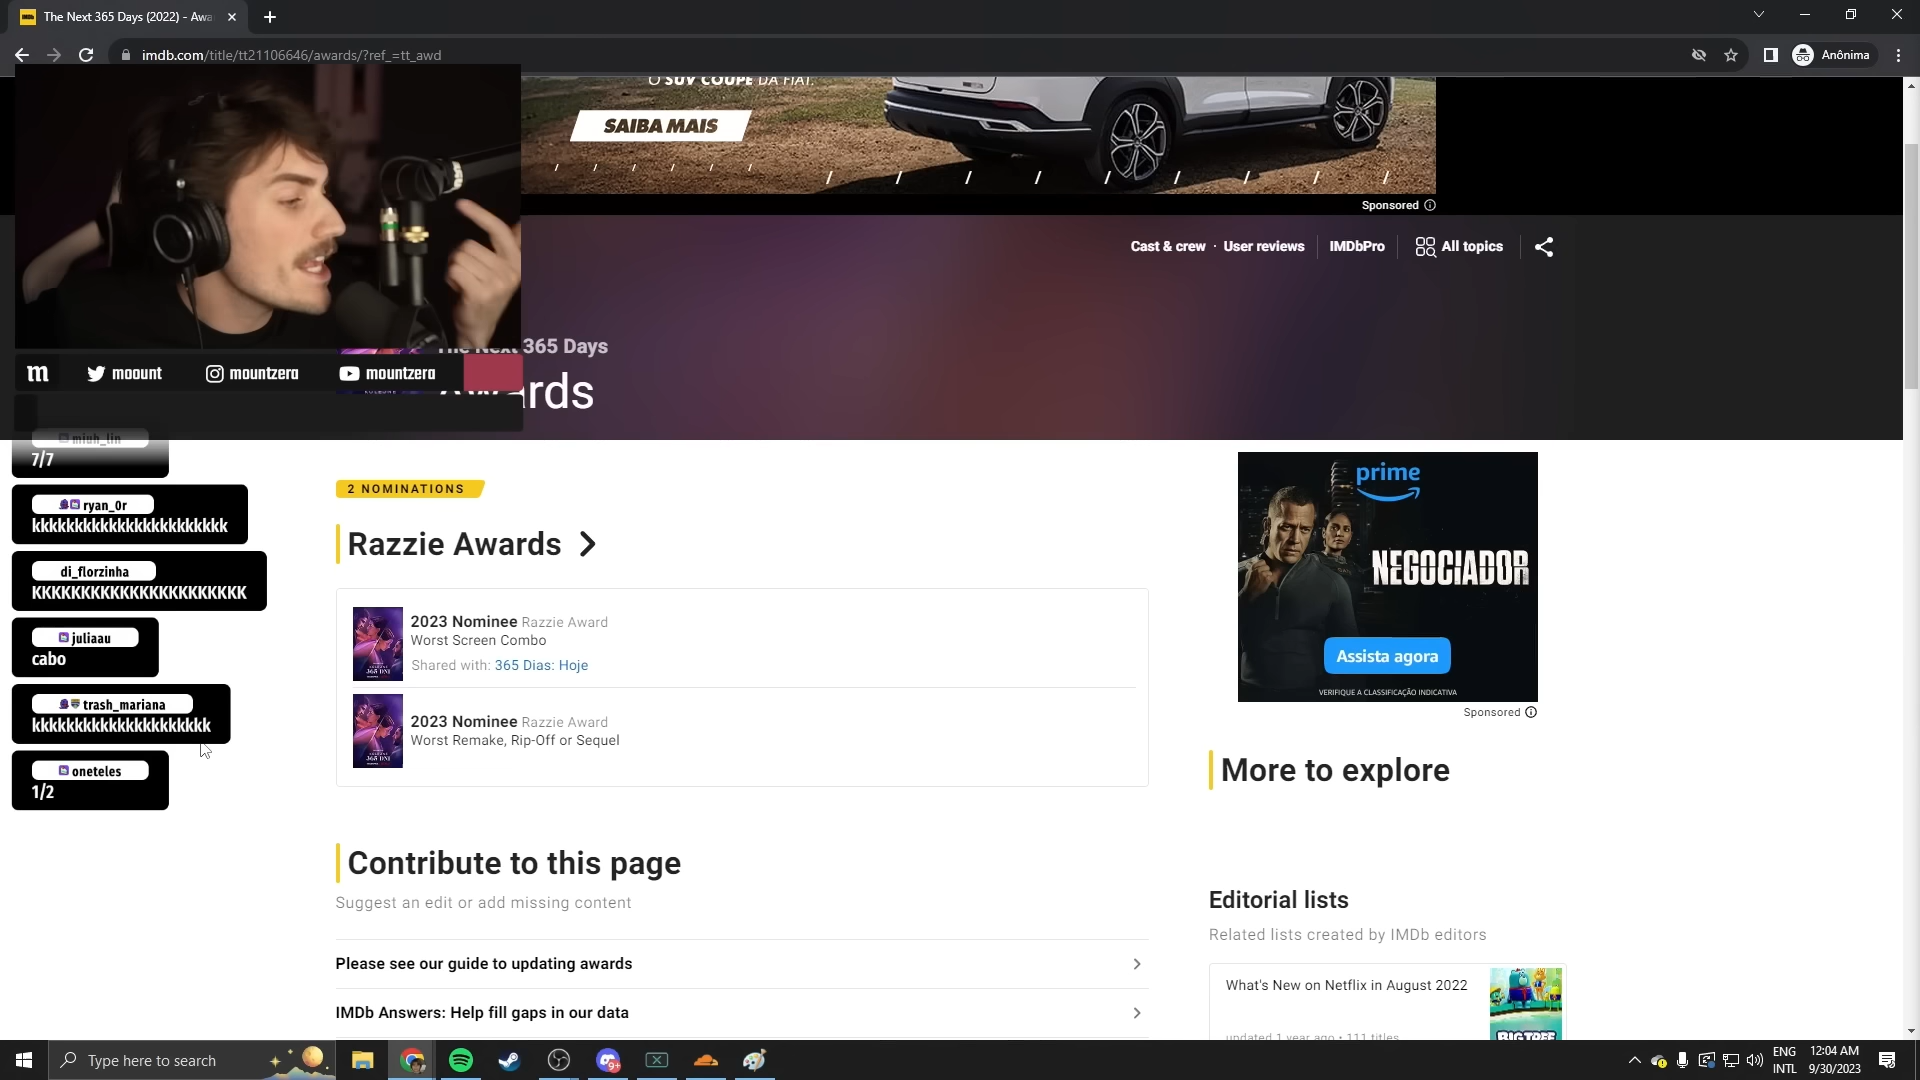 The Next 365 Days (2022) - Awa
imdb.com/title/tt21106646/awards/?ref_=tt_awd
Anônima
O SUV COUPÉ DA FIAT.
SAIBA MAIS
Sponsored
Cast & crew · User reviews
IMDbPro
All topics
The Next 365 Days
Awards
m
moount
mountzera
mountzera
miuh_lin
7/7
ryan_0r
kkkkkkkkkkkkkkkkkkkkkkk
di_florzinha
KKKKKKKKKKKKKKKKKKKKKK
juliaau
cabo
trash_mariana
kkkkkkkkkkkkkkkkkkkkk
oneteles
1/2
2 NOMINATIONS
Razzie Awards
2023 Nominee Razzie Award
Worst Screen Combo
Shared with: 365 Dias: Hoje
2023 Nominee Razzie Award
Worst Remake, Rip-Off or Sequel
Contribute to this page
Suggest an edit or add missing content
Please see our guide to updating awards
IMDb Answers: Help fill gaps in our data
prime
NEGOCIADOR
Assista agora
VERIFIQUE A CLASSIFICAÇÃO INDICATIVA
Sponsored
More to explore
Editorial lists
Related lists created by IMDb editors
What's New on Netflix in August 2022
updated 1 year ago • 111 titles
BIGTREE
Type here to search
9+
ENG
INTL
12:04 AM
9/30/2023